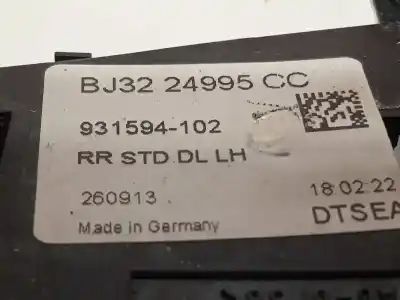 BJ32 24995 CC
931594-102
RR STD DL LH
260913 18:02:22
Made in Germany DTSEA